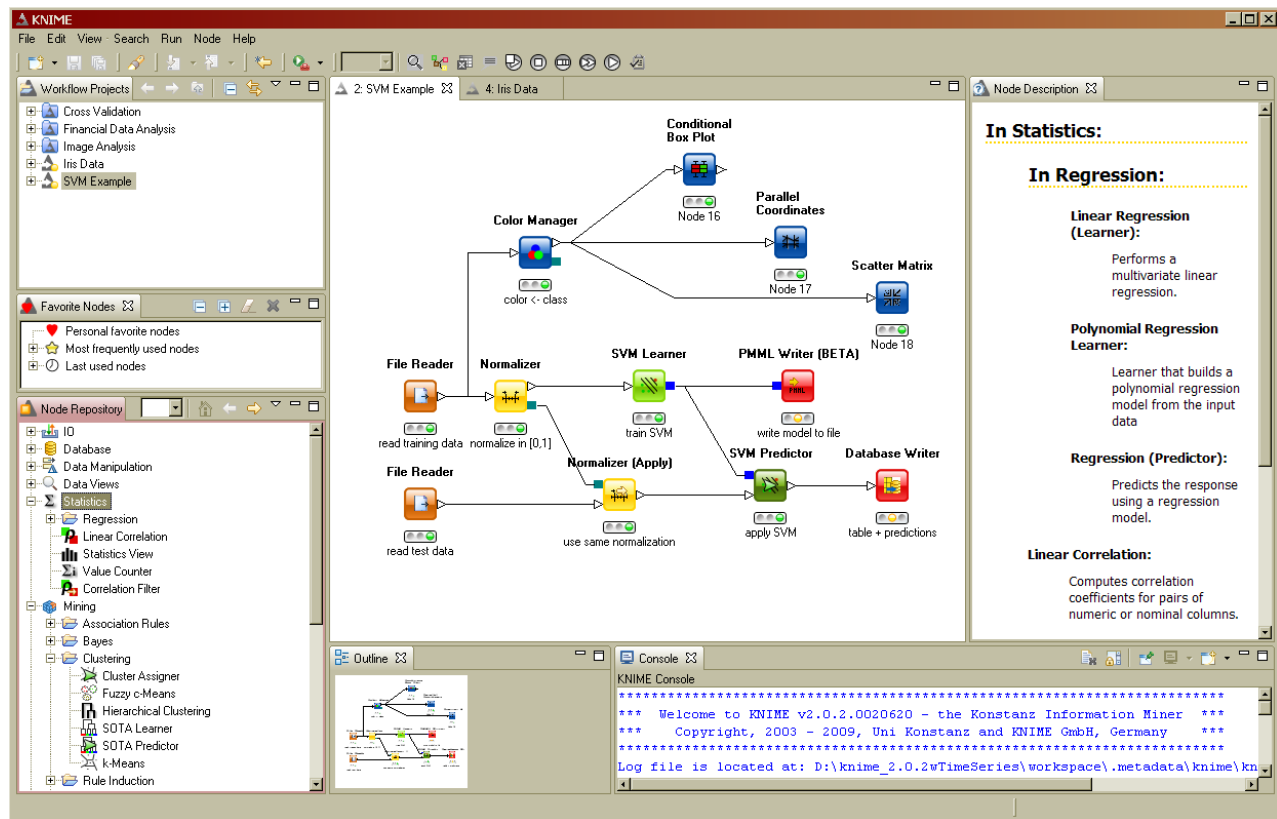 KNIME
File Edit View Search Run Node Help
Workflow Projects
Cross Validation
Financial Data Analysis
Image Analysis
Iris Data
SVM Example
Favorite Nodes
Personal favorite nodes
Most frequently used nodes
Last used nodes
Node Repository
IO
Database
Data Manipulation
Data Views
Statistics
Regression
Linear Correlation
Statistics View
Value Counter
Correlation Filter
Mining
Association Rules
Bayes
Clustering
Cluster Assigner
Fuzzy c-Means
Hierarchical Clustering
SOTA Learner
SOTA Predictor
k-Means
Rule Induction
2: SVM Example
4: Iris Data
Conditional
Box Plot
Node 16
Parallel
Coordinates
Node 17
Color Manager
color <- class
Scatter Matrix
Node 18
File Reader
read training data
Normalizer
normalize in [0,1]
SVM Learner
train SVM
PMML Writer (BETA)
PMML
write model to file
File Reader
read test data
Normalizer (Apply)
use same normalization
SVM Predictor
apply SVM
Database Writer
table + predictions
Node Description
In Statistics:
In Regression:
Linear Regression
(Learner):
Performs a
multivariate linear
regression.
Polynomial Regression
Learner:
Learner that builds a
polynomial regression
model from the input
data
Regression (Predictor):
Predicts the response
using a regression
model.
Linear Correlation:
Computes correlation
coefficients for pairs of
numeric or nominal columns.
Outline
Console
KNIME Console
*** Welcome to KNIME v2.0.2.0020620 - the Konstanz Information Miner ***
*** Copyright, 2003 - 2009, Uni Konstanz and KNIME GmbH, Germany ***
Log file is located at: D:\knime_2.0.2wTimeSeries\workspace\.metadata\knime\kn